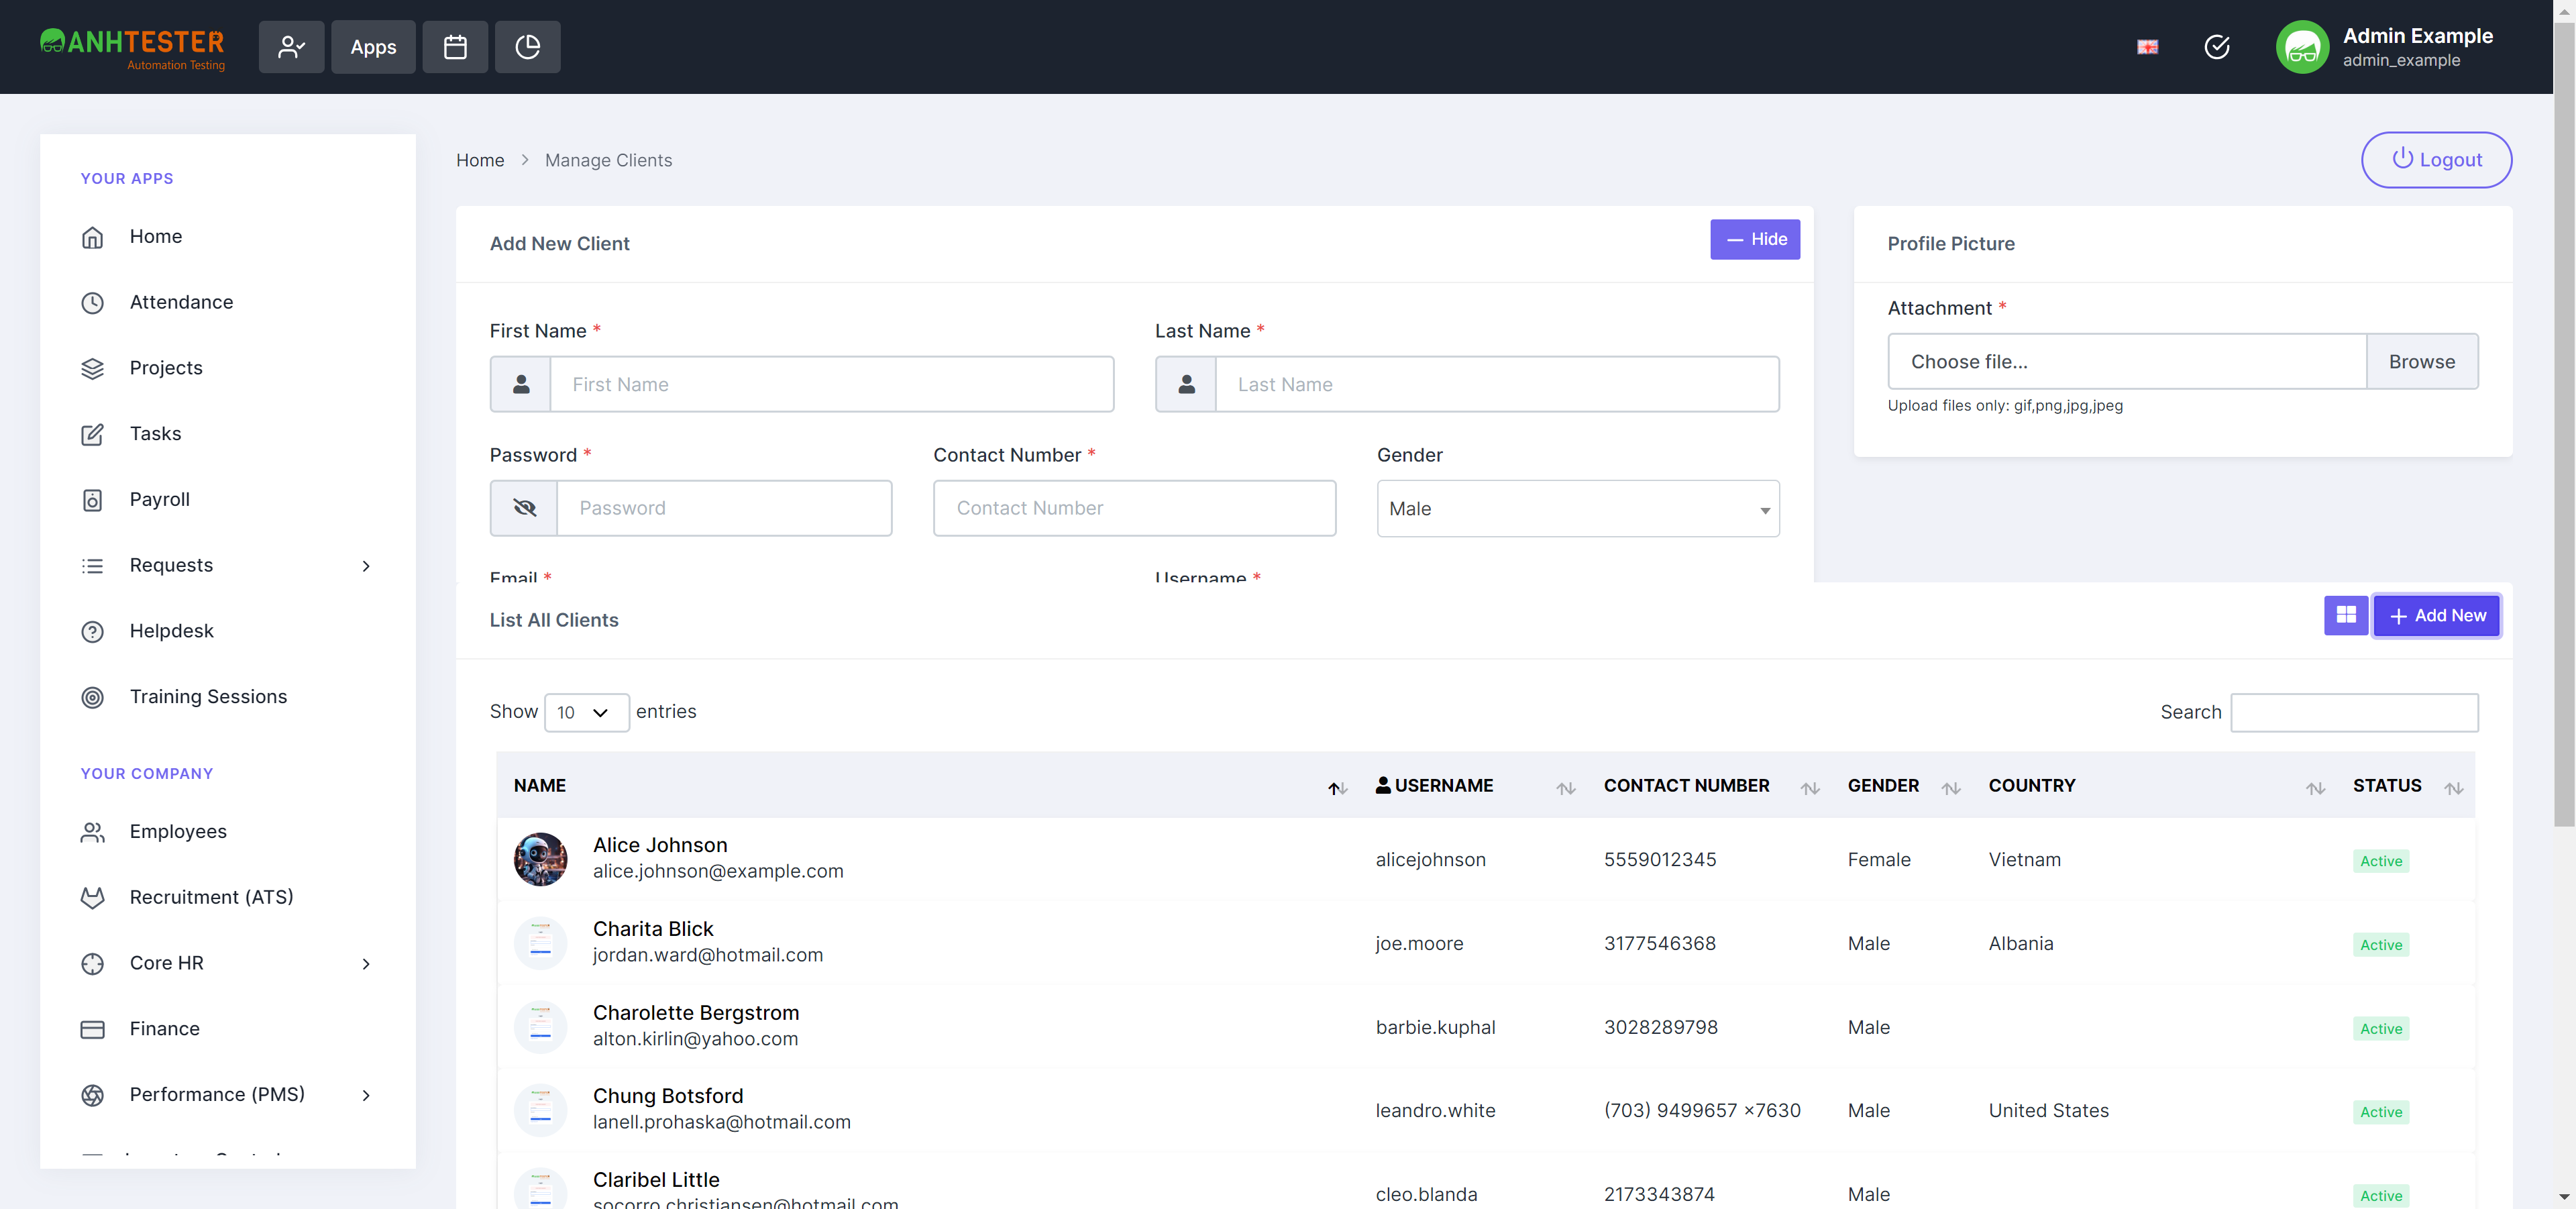 ANHTESTER
Automation Testing
Apps
Admin Example
admin_example
YOUR APPS
Home
Attendance
Projects
Tasks
Payroll
Requests
Helpdesk
Training Sessions
YOUR COMPANY
Employees
Recruitment (ATS)
Core HR
Finance
Performance (PMS)
Home > Manage Clients
Logout
Add New Client
Hide
First Name *
Last Name *
First Name
Last Name
Password *
Contact Number *
Gender
Password
Contact Number
Male
Email *
Username *
Profile Picture
Attachment *
Choose file...
Browse
Upload files only: gif,png,jpg,jpeg
List All Clients
Add New
Show 10 entries
Search
NAME USERNAME CONTACT NUMBER GENDER COUNTRY STATUS
Alice Johnson
alice.johnson@example.com
alicejohnson 5559012345 Female Vietnam Active
Charita Blick
jordan.ward@hotmail.com
joe.moore 3177546368 Male Albania Active
Charolette Bergstrom
alton.kirlin@yahoo.com
barbie.kuphal 3028289798 Male Active
Chung Botsford
lanell.prohaska@hotmail.com
leandro.white (703) 9499657 x7630 Male United States Active
Claribel Little
socorro.christiansen@hotmail.com
cleo.blanda 2173343874 Male Active